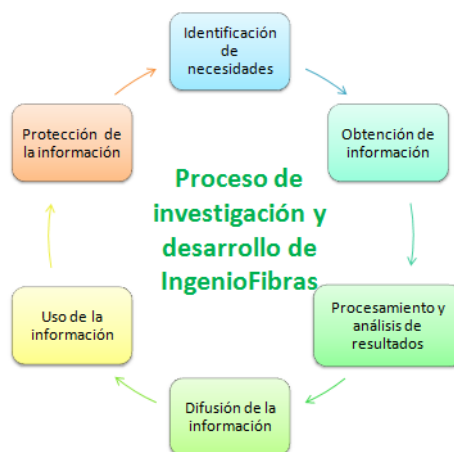 Identificación
de
necesidades
Obtención de
información
Procesamiento y
análisis de
resultados
Difusión de la
información
Uso de la
información
Protección de
la información
Proceso de
investigación y
desarrollo de
IngenioFibras